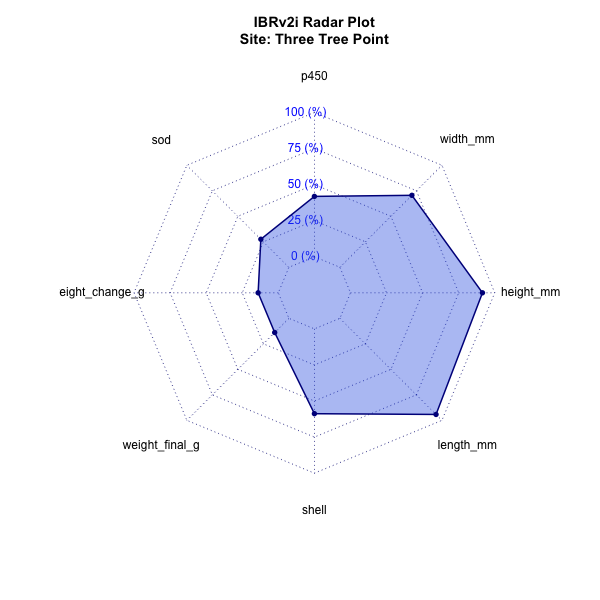 IBRv2i Radar Plot
Site: Three Tree Point
p450
100 (%)
sod
width_mm
75 (%)
50 (%)
25 (%)
0 (%)
eight_change_g
height_mm
weight_final_g
length_mm
shell